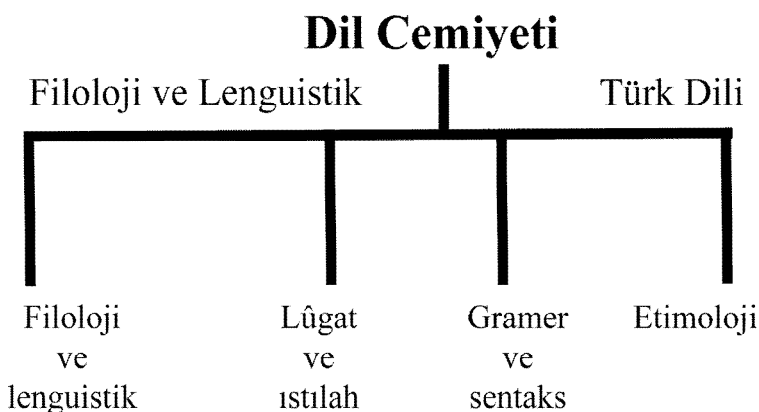 Dil Cemiyeti
Filoloji ve Lenguistik
Türk Dili
Filoloji
ve
lenguistik
Lûgat
ve
ıstılah
Gramer
ve
sentaks
Etimoloji